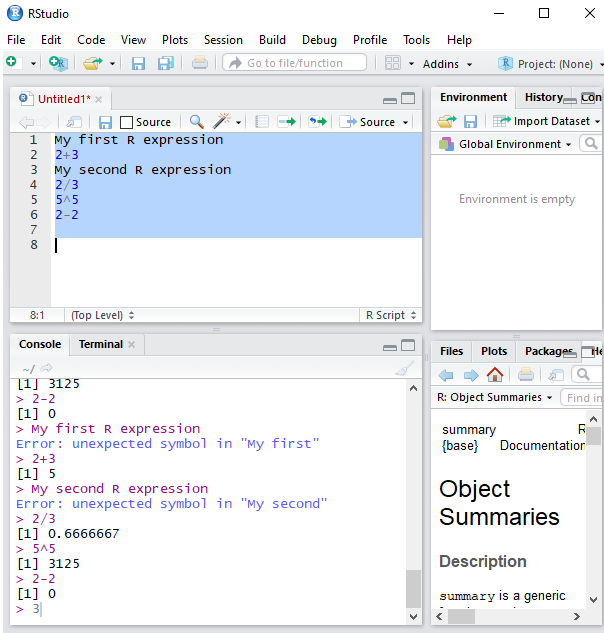 RStudio
File Edit Code View Plots Session Build Debug Profile Tools Help
Go to file/function Addins Project: (None)
Untitled1*
Source Source
1 My first R expression
2 2+3
3 My second R expression
4 2/3
5 5^5
6 2-2
7
8
8:1 (Top Level) R Script
Console Terminal
~/
[1] 3125
> 2-2
[1] 0
> My first R expression
Error: unexpected symbol in "My first"
> 2+3
[1] 5
> My second R expression
Error: unexpected symbol in "My second"
> 2/3
[1] 0.6666667
> 5^5
[1] 3125
> 2-2
[1] 0
> 3
Environment History Con
Import Dataset
Global Environment
Environment is empty
Files Plots Packages He
R: Object Summaries Find in
summary R
{base} Documentation
Object
Summaries
Description
summary is a generic